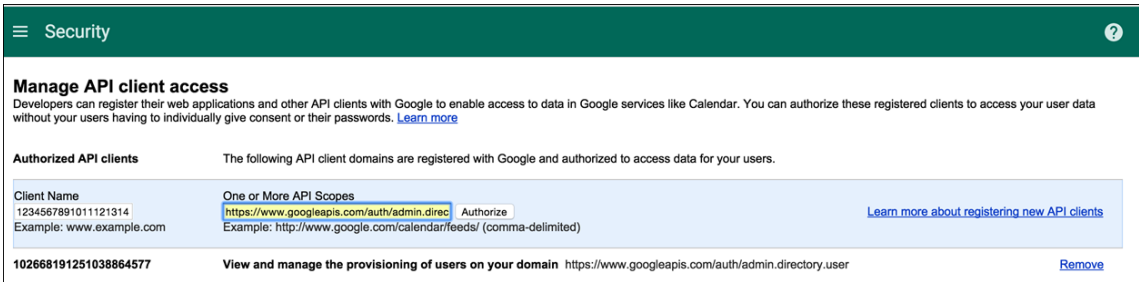 Security
Manage API client access
Developers can register their web applications and other API clients with Google to enable access to data in Google services like Calendar. You can authorize these registered clients to access your user data
without your users having to individually give consent or their passwords. Learn more
Authorized API clients The following API client domains are registered with Google and authorized to access data for your users.
Client Name One or More API Scopes
1234567891011121314 https://www.googleapis.com/auth/admin.direc Authorize Learn more about registering new API clients
Example: www.example.com Example: http://www.google.com/calendar/feeds/ (comma-delimited)
102668191251038864577 View and manage the provisioning of users on your domain https://www.googleapis.com/auth/admin.directory.user Remove